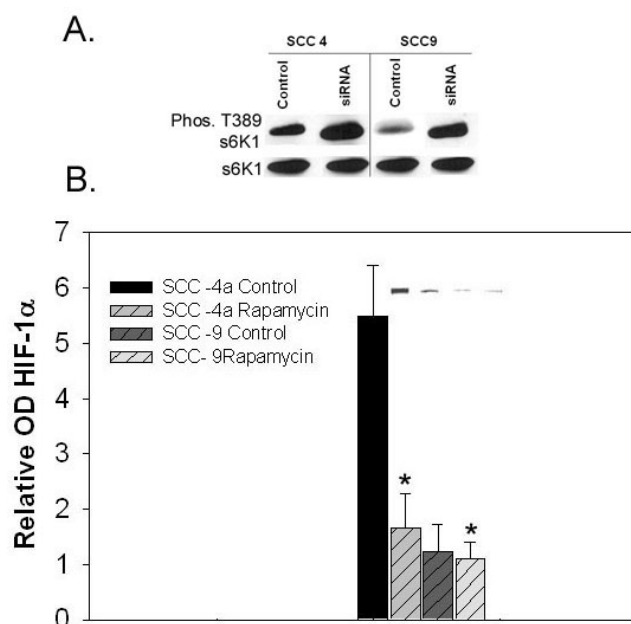 A.
SCC 4 SCC9
Control siRNA Control siRNA
Phos. T389
s6K1
s6K1
B.
7
6
5
4
3
2
1
0
Relative OD HIF-1α
SCC -4a Control
SCC -4a Rapamycin
SCC -9 Control
SCC- 9Rapamycin
*
*